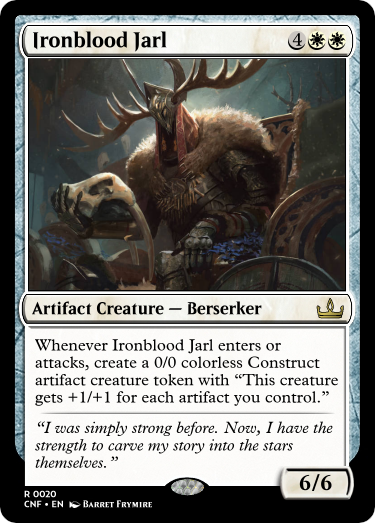 Ironblood Jarl 4
Artifact Creature — Berserker
Whenever Ironblood Jarl enters or
attacks, create a 0/0 colorless Construct
artifact creature token with “This creature
gets +1/+1 for each artifact you control.”
“I was simply strong before. Now, I have the
strength to carve my story into the stars
themselves.”
6/6
R 0020
CNF • EN Barret Frymire